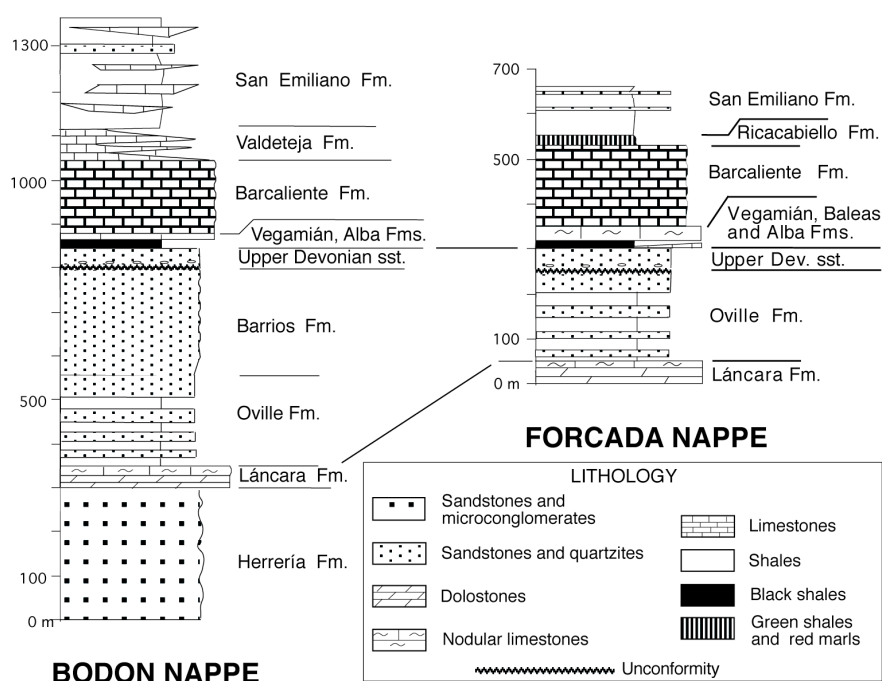 1300
San Emiliano Fm.
Valdeteja Fm.
1000
Barcaliente Fm.
Vegamián, Alba Fms.
Upper Devonian sst.
Barrios Fm.
500
Oville Fm.
Láncara Fm.
Herrería Fm.
100
0 m
BODON NAPPE
700
San Emiliano Fm.
Ricacabiello Fm.
500
Barcaliente Fm.
Vegamián, Baleas
and Alba Fms.
Upper Dev. sst.
Oville Fm.
100
0 m
Láncara Fm.
FORCADA NAPPE
LITHOLOGY
Sandstones and
microconglomerates
Sandstones and quartzites
Dolostones
Nodular limestones
Limestones
Shales
Black shales
Green shales
and red marls
Unconformity